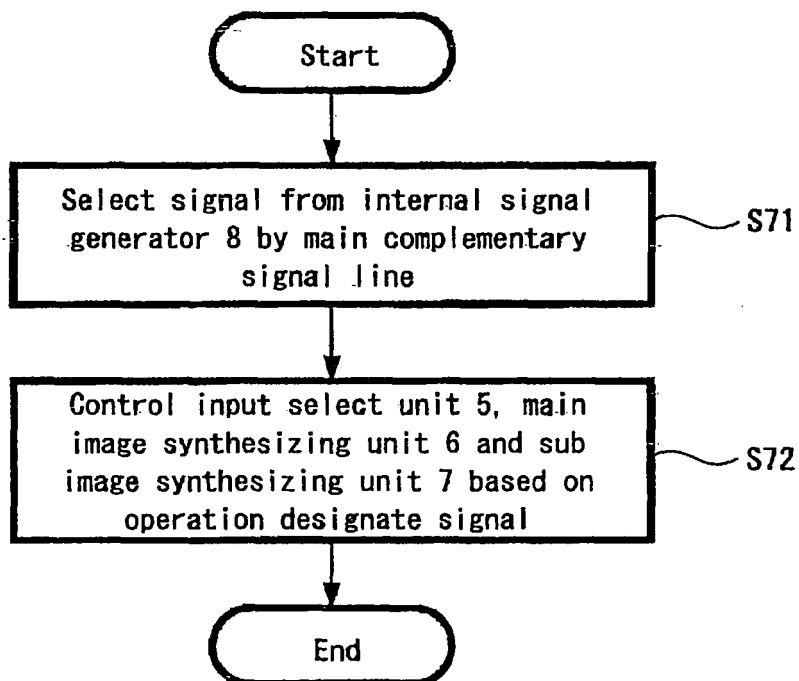 Start
Select signal from internal signal
generator 8 by main complementary
signal line
S71
Control input select unit 5, main
image synthesizing unit 6 and sub
image synthesizing unit 7 based on
operation designate signal
S72
End